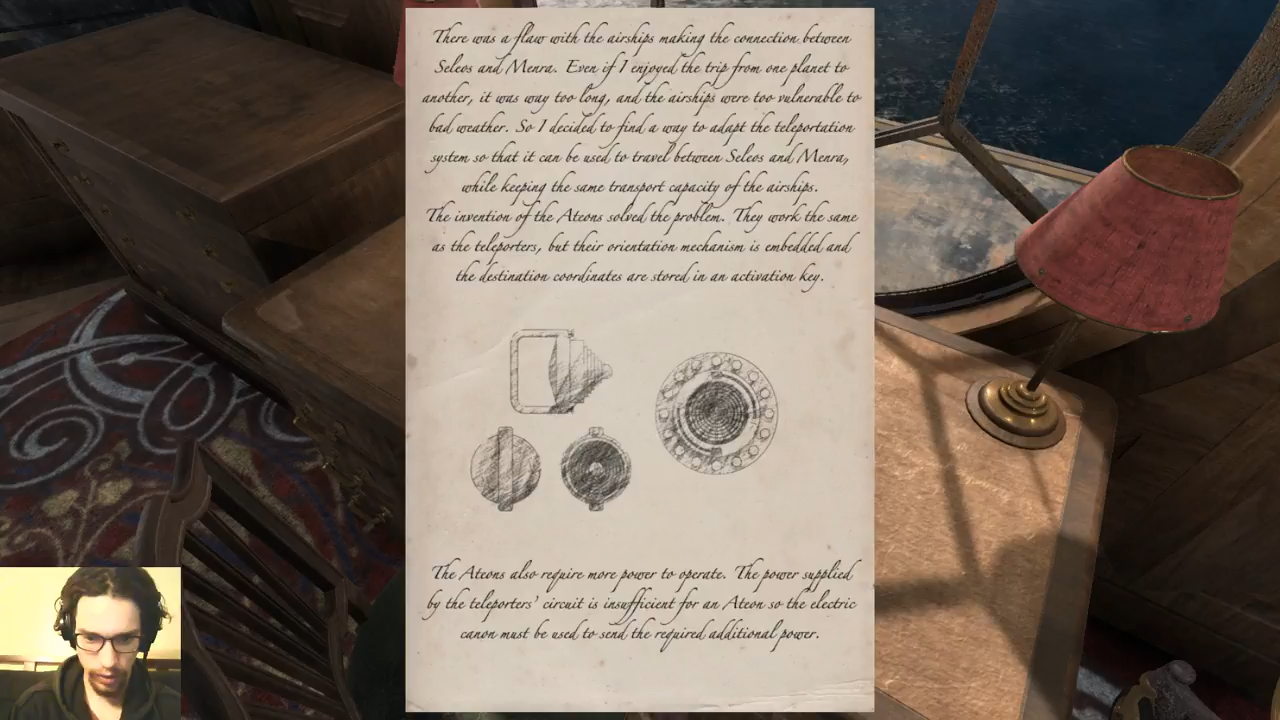 There was a flaw with the airships making the connection between
Seleos and Menra. Even if I enjoyed the trip from one planet to
another, it was way too long, and the airships were too vulnerable to
bad weather. So I decided to find a way to adapt the teleportation
system so that it can be used to travel between Seleos and Menra,
while keeping the same transport capacity of the airships.
The invention of the Ateons solved the problem. They work the same
as the teleporters, but their orientation mechanism is embedded and
the destination coordinates are stored in an activation key.
The Ateons also require more power to operate. The power supplied
by the teleporters' circuit is insufficient for an Ateon so the electric
canon must be used to send the required additional power.